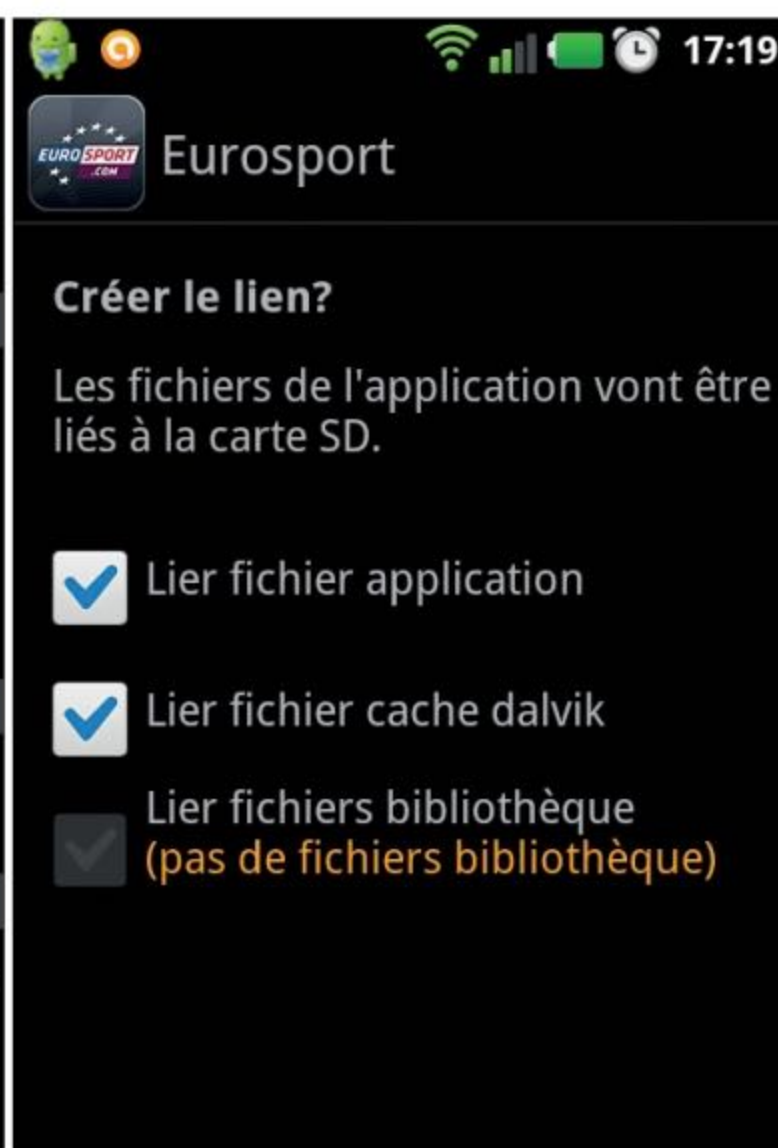 17:19
EUROSPORT
.COM
Eurosport
Créer le lien?
Les fichiers de l'application vont être
liés à la carte SD.
Lier fichier application
Lier fichier cache dalvik
Lier fichiers bibliothèque
(pas de fichiers bibliothèque)